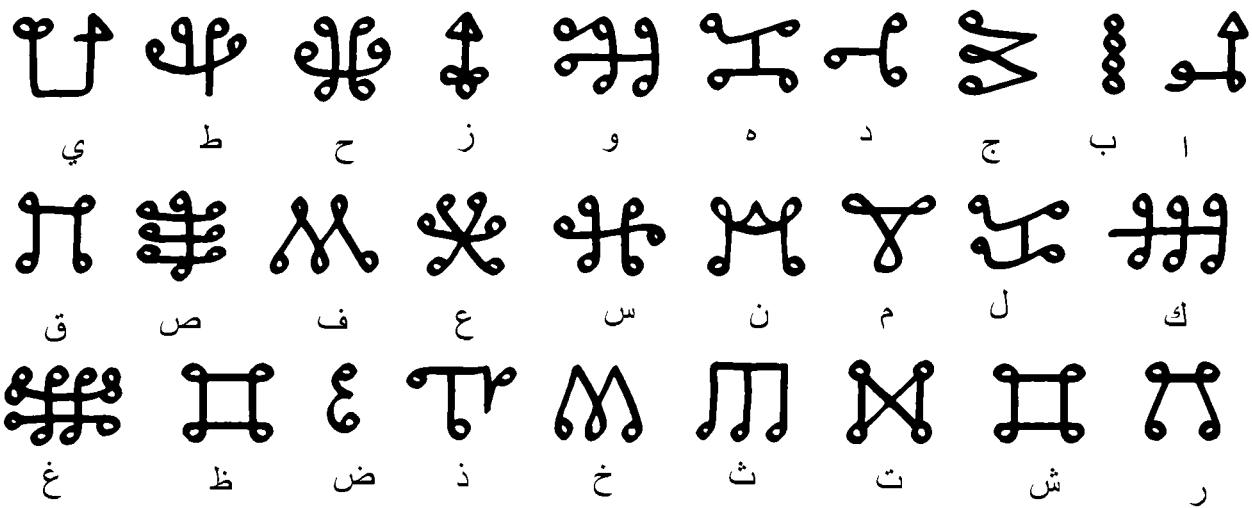 ا ب ج د ه و ز ح ط ي
ك ل م ن س ع ف ص ق
ر ش ت ث خ ذ ض ظ غ